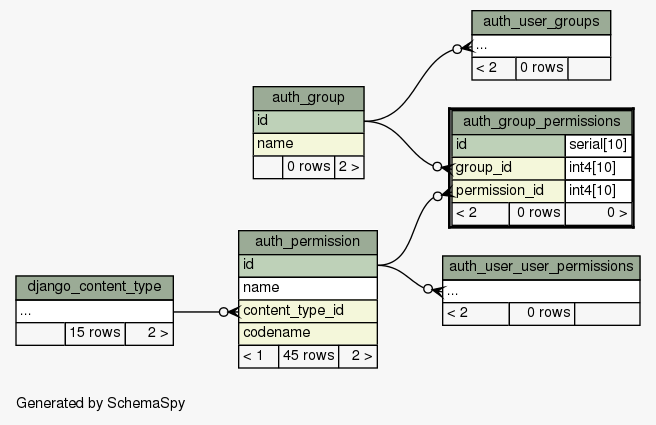 auth_user_groups
...
< 2 0 rows
auth_group
id
name
0 rows 2 >
auth_group_permissions
id serial[10]
group_id int4[10]
permission_id int4[10]
< 2 0 rows 0 >
auth_permission
id
name
content_type_id
codename
< 1 45 rows 2 >
auth_user_user_permissions
...
< 2 0 rows
django_content_type
...
15 rows 2 >
Generated by SchemaSpy